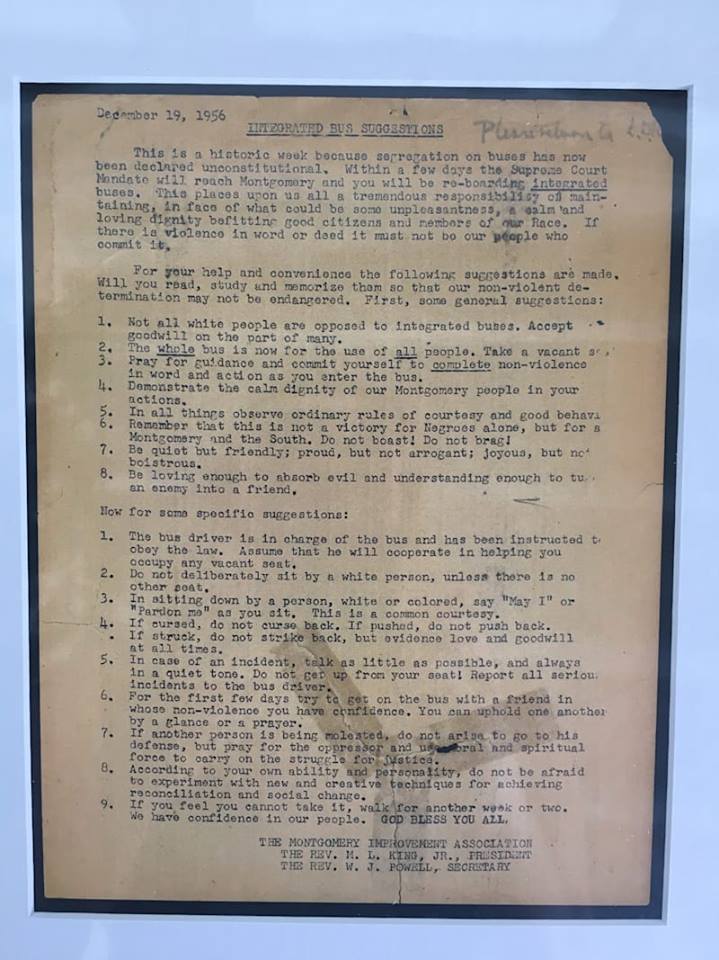 December 19, 1956
INTEGRATED BUS SUGGESTIONS
Please return to
This is a historic week because segregation on buses has now
been declared unconstitutional. Within a few days the Supreme Court
Mandate will reach Montgomery and you will be re-boarding integrated
buses. This places upon us all a tremendous responsibility of main-
taining, in face of what could be some unpleasantness, a calm and
loving dignity befitting good citizens and members of our Race. If
there is violence in word or deed it must not be our people who
commit it.
For your help and convenience the following suggestions are made.
Will you read, study and memorize them so that our non-violent de-
termination may not be endangered. First, some general suggestions:
1. Not all white people are opposed to integrated buses. Accept
goodwill on the part of many.
2. The whole bus is now for the use of all people. Take a vacant
3. Pray for guidance and commit yourself to complete non-violence
in word and action as you enter the bus.
4. Demonstrate the calm dignity of our Montgomery people in your
actions.
5. In all things observe ordinary rules of courtesy and good behavi
6. Remember that this is not a victory for Negroes alone, but for a
Montgomery and the South. Do not boast! Do not brag!
7. Be quiet but friendly; proud, but not arrogant; joyous, but not
boistrous.
8. Be loving enough to absorb evil and understanding enough to tu
an enemy into a friend.
Now for some specific suggestions:
1. The bus driver is in charge of the bus and has been instructed t
obey the law. Assume that he will cooperate in helping you
occupy any vacant seat.
2. Do not deliberately sit by a white person, unless there is no
other seat.
3. In sitting down by a person, white or colored, say "May I" or
"Pardon me" as you sit. This is a common courtesy.
4. If cursed, do not curse back. If pushed, do not push back.
If struck, do not strike back, but evidence love and goodwill
at all times.
5. In case of an incident, talk as little as possible, and always
in a quiet tone. Do not get up from your seat! Report all seriou
incidents to the bus driver.
6. For the first few days try to get on the bus with a friend in
whose non-violence you have confidence. You can uphold one another
by a glance or a prayer.
7. If another person is being molested, do not arise to go to his
defense, but pray for the oppressor and use moral and spiritual
force to carry on the struggle for justice.
8. According to your own ability and personality, do not be afraid
to experiment with new and creative techniques for achieving
reconciliation and social change.
9. If you feel you cannot take it, walk for another week or two.
We have confidence in our people. GOD BLESS YOU ALL.
THE MONTGOMERY IMPROVEMENT ASSOCIATION
THE REV. M. L. KING, JR., PRESIDENT
THE REV. W. J. POWELL, SECRETARY